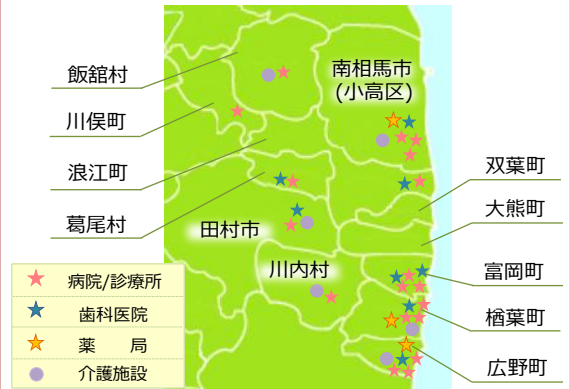 飯舘村
川俣町
浪江町
葛尾村
南相馬市
(小高区)
田村市
川内村
双葉町
大熊町
富岡町
楢葉町
広野町
病院/診療所
歯科医院
薬　局
介護施設